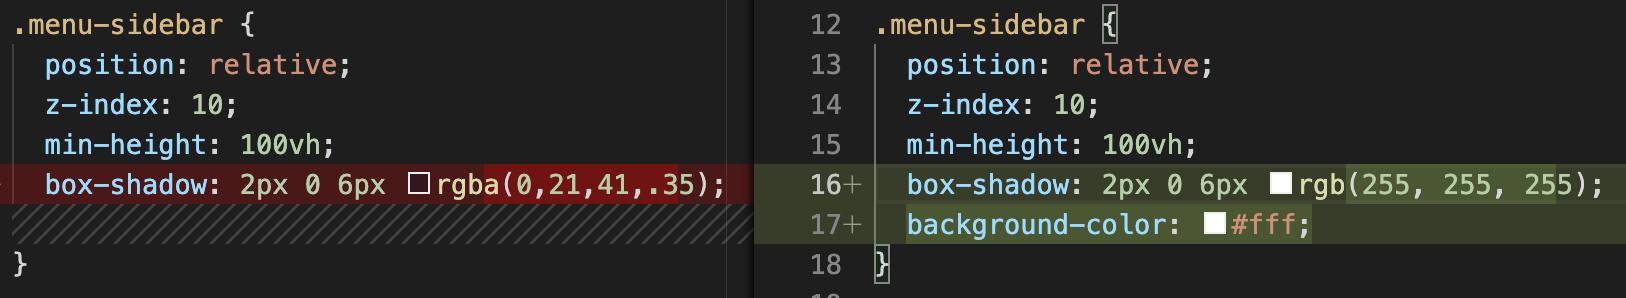 .menu-sidebar {
  position: relative;
  z-index: 10;
  min-height: 100vh;
  box-shadow: 2px 0 6px rgba(0,21,41,.35);
}
12 .menu-sidebar {
13   position: relative;
14   z-index: 10;
15   min-height: 100vh;
16+   box-shadow: 2px 0 6px rgb(255, 255, 255);
17+   background-color: #fff;
18 }